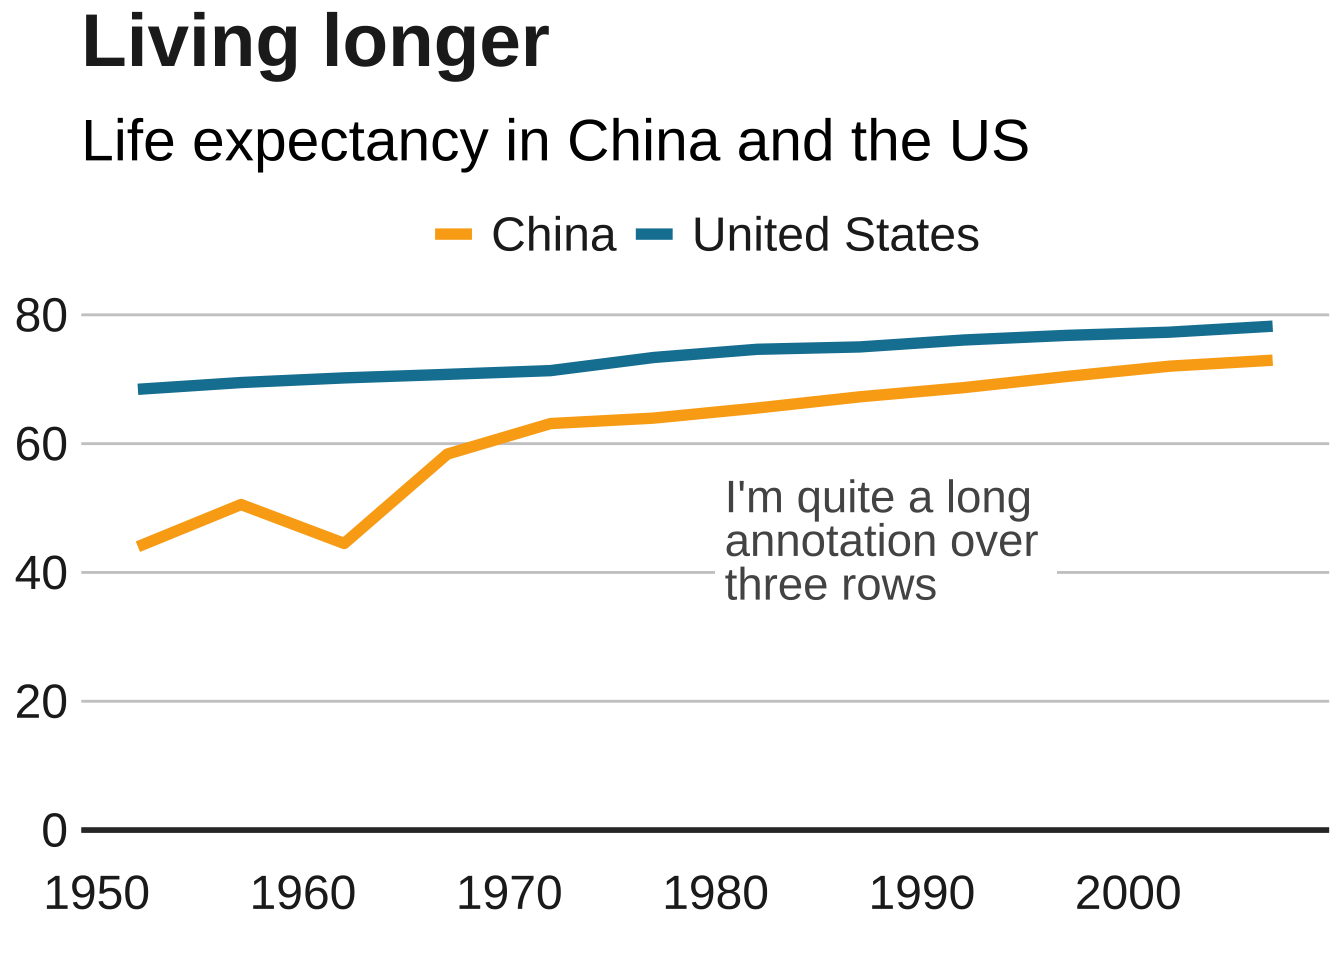 Living longer
Life expectancy in China and the US
China United States
80
60
I'm quite a long
annotation over
three rows
40
20
0
1950 1960 1970 1980 1990 2000